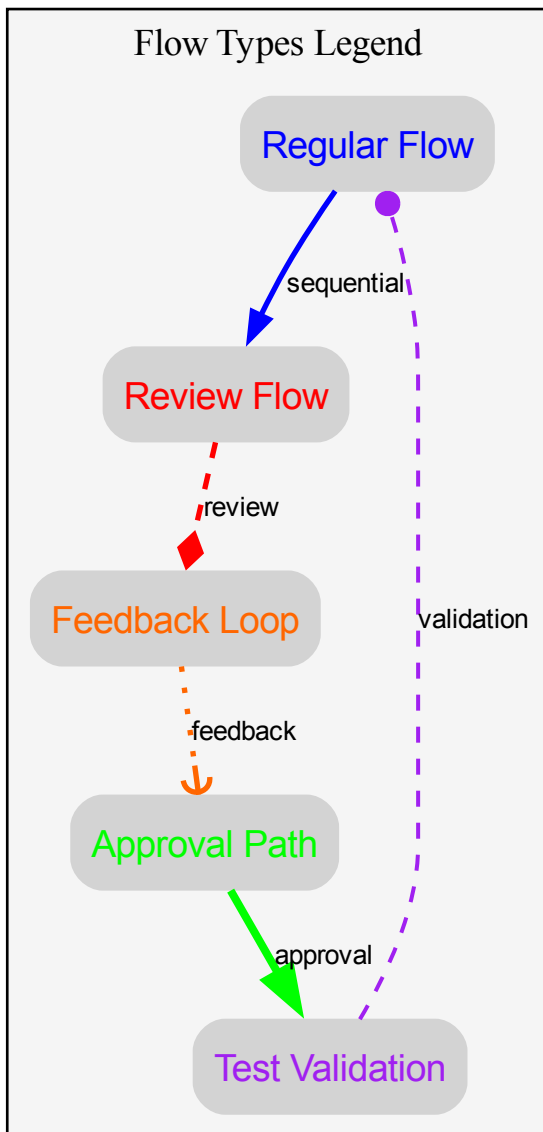 Flow Types Legend
Regular Flow
sequential
Review Flow
review
Feedback Loop
validation
feedback
Approval Path
approval
Test Validation